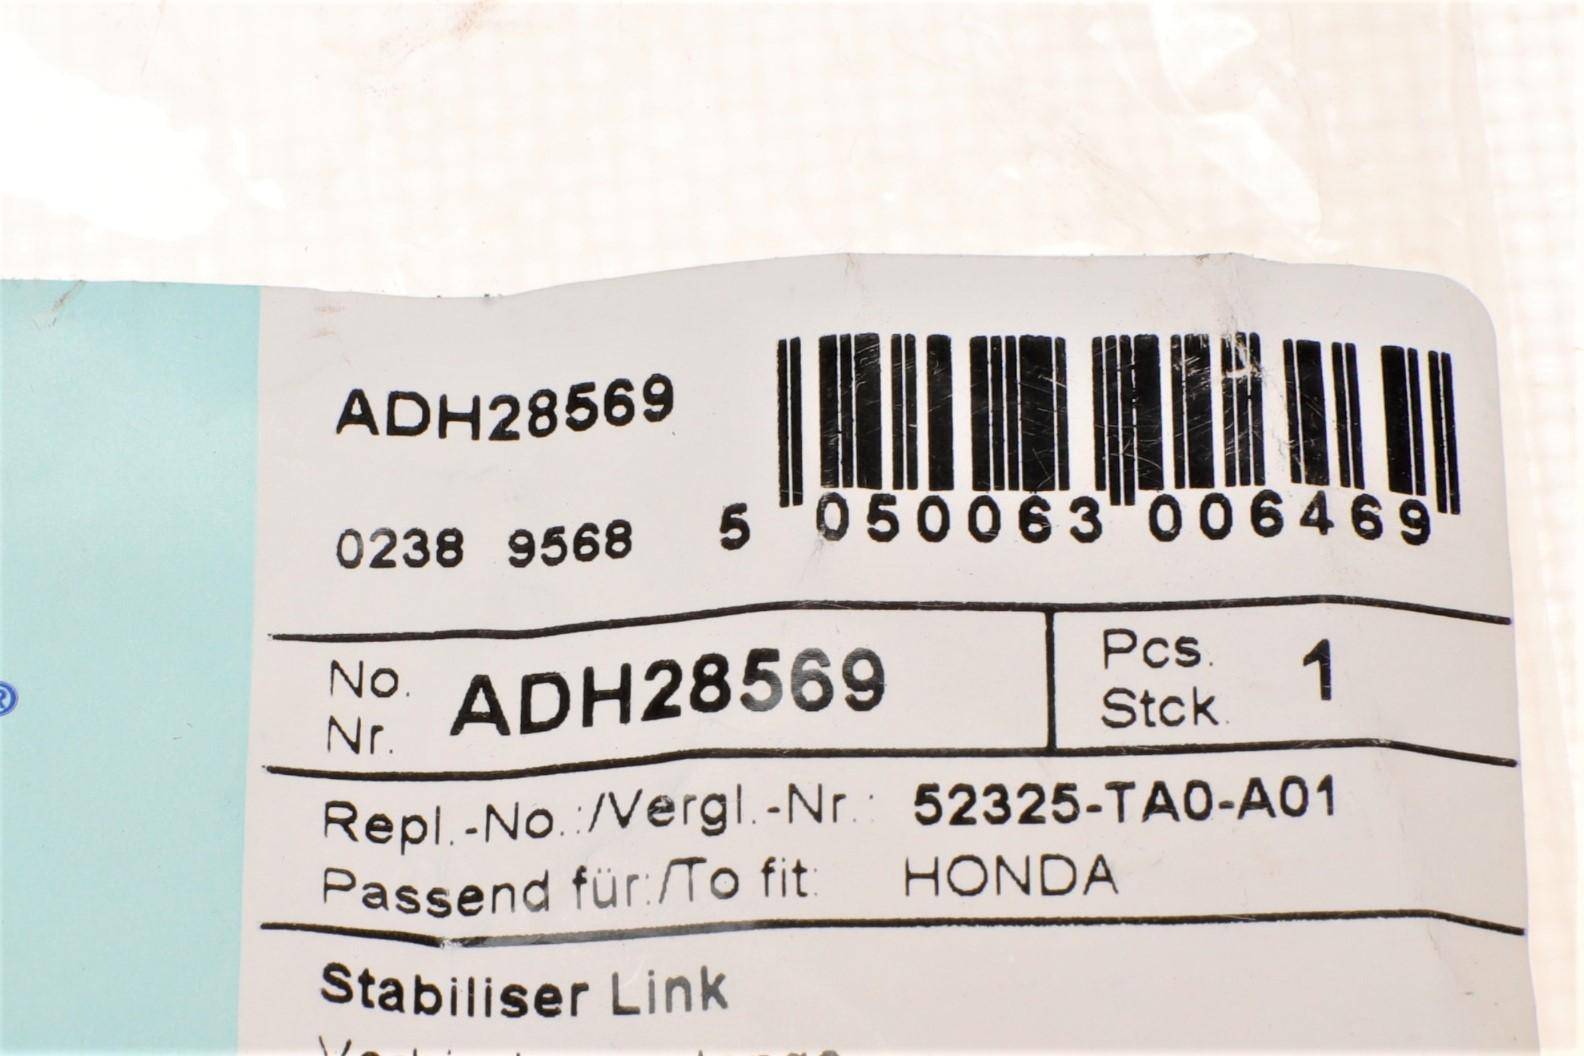 ADH28569
0238 9568
5 050063 006469
No. ADH28569
Nr.
Pcs. 1
Stck.
Repl.-No.:/Vergl.-Nr.: 52325-TA0-A01
Passend für:/To fit: HONDA
Stabiliser Link
®